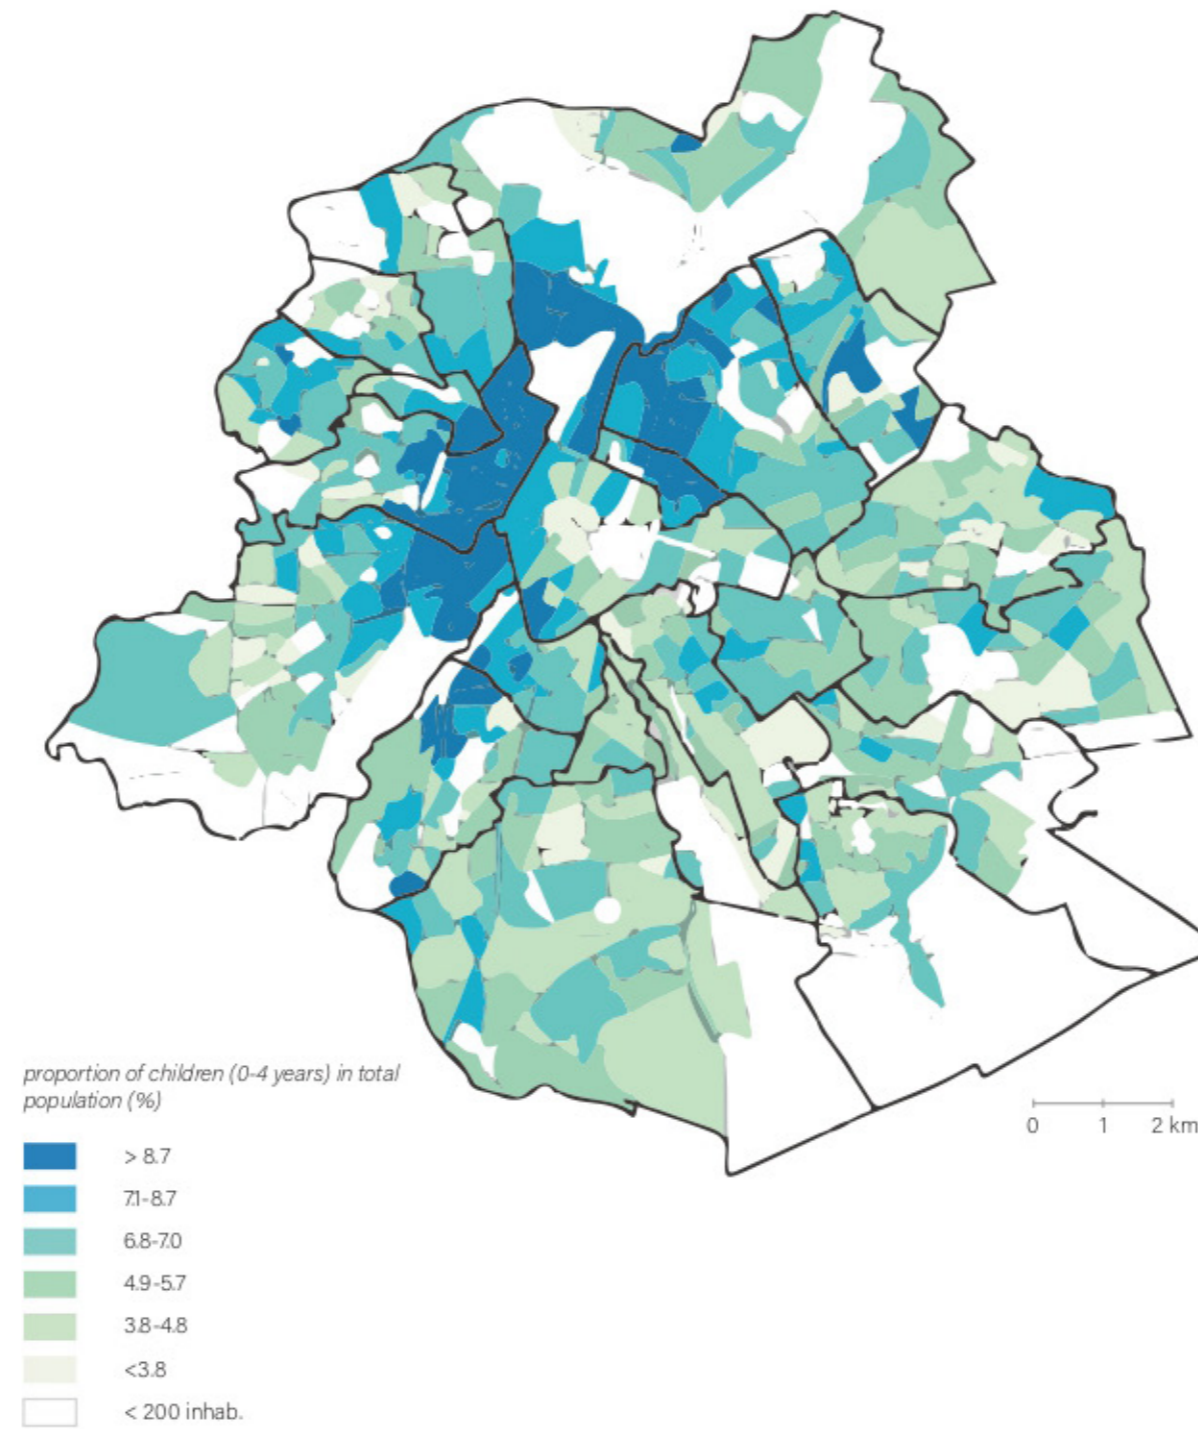 proportion of children (0-4 years) in total
population (%)
> 8.7
7.1-8.7
6.8-7.0
4.9-5.7
3.8-4.8
<3.8
< 200 inhab.
0 1 2 km